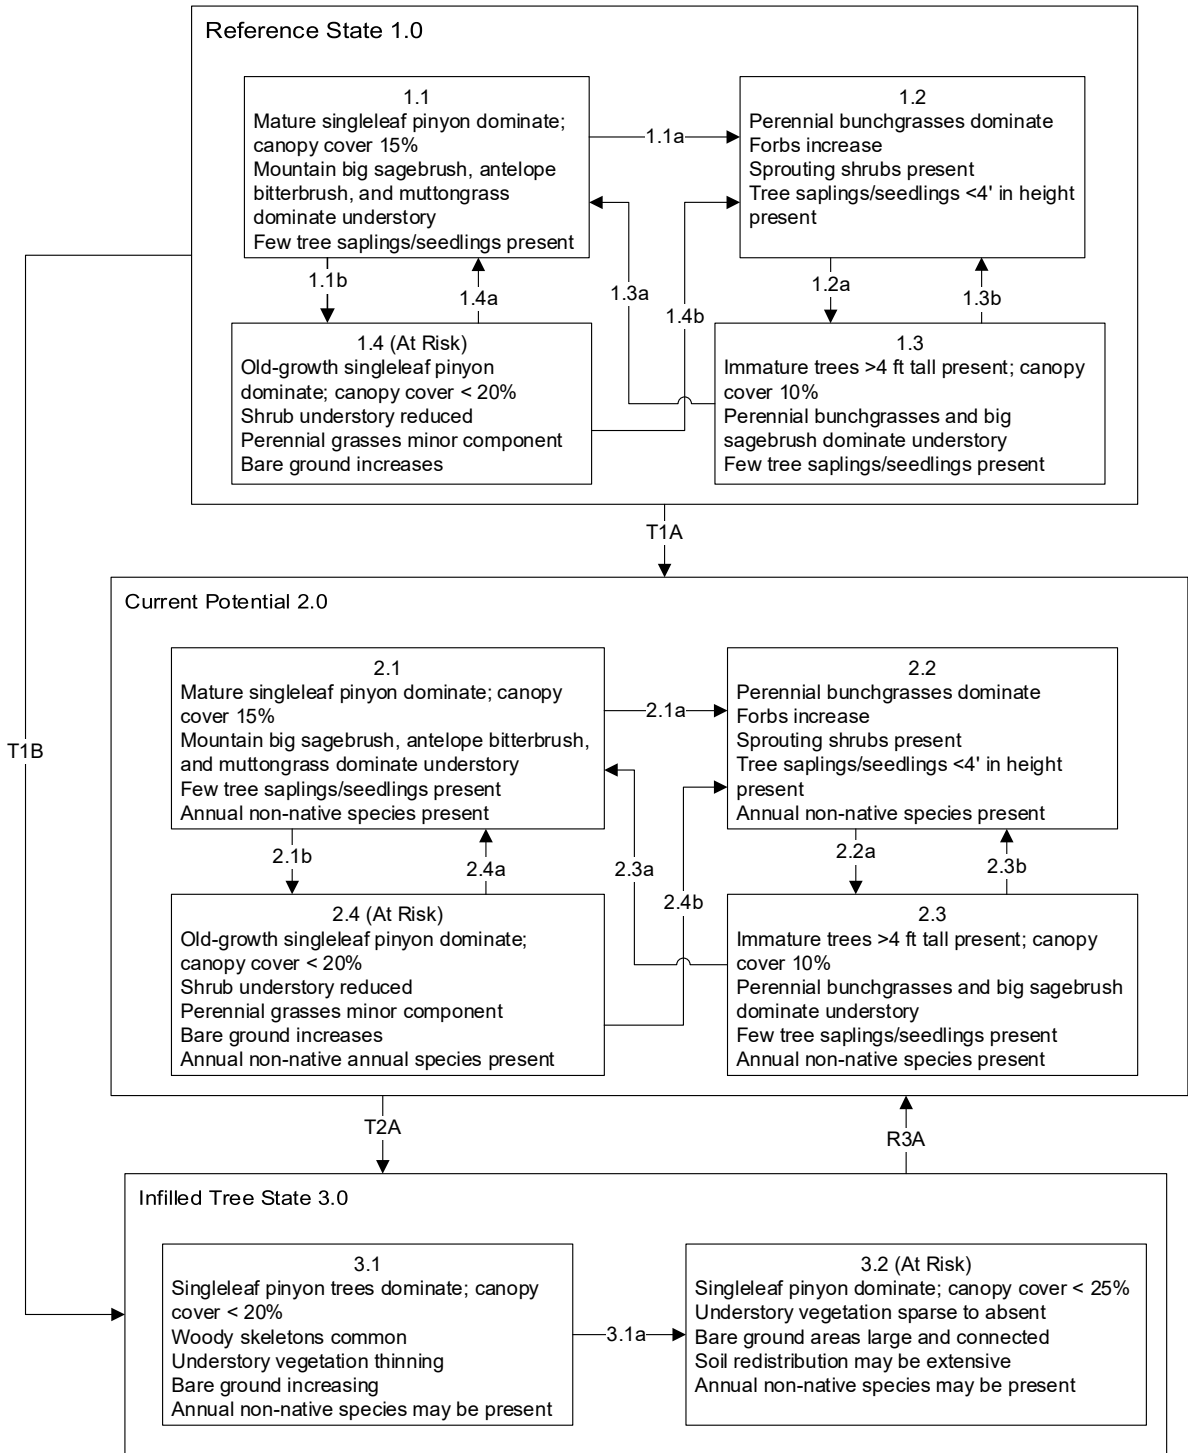 Reference State 1.0
1.1
Mature singleleaf pinyon dominate;
canopy cover 15%
Mountain big sagebrush, antelope
bitterbrush, and muttongrass
dominate understory
Few tree saplings/seedlings present
1.1a
1.2
Perennial bunchgrasses dominate
Forbs increase
Sprouting shrubs present
Tree saplings/seedlings <4' in height
present
1.1b
1.4a
1.3a
1.4b
1.2a
1.3b
1.4 (At Risk)
Old-growth singleleaf pinyon
dominate; canopy cover < 20%
Shrub understory reduced
Perennial grasses minor component
Bare ground increases
1.3
Immature trees >4 ft tall present; canopy
cover 10%
Perennial bunchgrasses and big
sagebrush dominate understory
Few tree saplings/seedlings present
T1A
T1B
Current Potential 2.0
2.1
Mature singleleaf pinyon dominate; canopy
cover 15%
Mountain big sagebrush, antelope bitterbrush,
and muttongrass dominate understory
Few tree saplings/seedlings present
Annual non-native species present
2.1a
2.2
Perennial bunchgrasses dominate
Forbs increase
Sprouting shrubs present
Tree saplings/seedlings <4' in height
present
Annual non-native species present
2.1b
2.4a
2.3a
2.4b
2.2a
2.3b
2.4 (At Risk)
Old-growth singleleaf pinyon dominate;
canopy cover < 20%
Shrub understory reduced
Perennial grasses minor component
Bare ground increases
Annual non-native annual species present
2.3
Immature trees >4 ft tall present; canopy
cover 10%
Perennial bunchgrasses and big sagebrush
dominate understory
Few tree saplings/seedlings present
Annual non-native species present
T2A
R3A
Infilled Tree State 3.0
3.1
Singleleaf pinyon trees dominate; canopy
cover < 20%
Woody skeletons common
Understory vegetation thinning
Bare ground increasing
Annual non-native species may be present
3.1a
3.2 (At Risk)
Singleleaf pinyon dominate; canopy cover < 25%
Understory vegetation sparse to absent
Bare ground areas large and connected
Soil redistribution may be extensive
Annual non-native species may be present